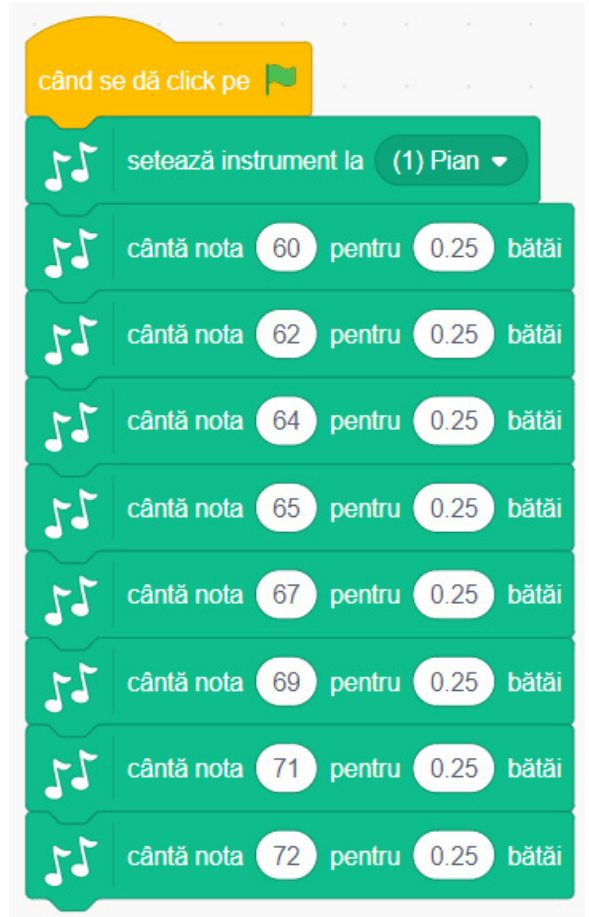 când se dă click pe
setează instrument la (1) Pian
cântă nota 60 pentru 0.25 bătăi
cântă nota 62 pentru 0.25 bătăi
cântă nota 64 pentru 0.25 bătăi
cântă nota 65 pentru 0.25 bătăi
cântă nota 67 pentru 0.25 bătăi
cântă nota 69 pentru 0.25 bătăi
cântă nota 71 pentru 0.25 bătăi
cântă nota 72 pentru 0.25 bătăi